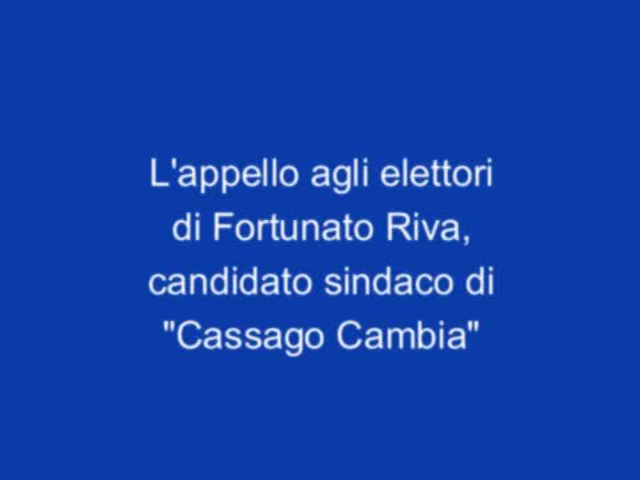 L'appello agli elettori
di Fortunato Riva,
candidato sindaco di
"Cassago Cambia"